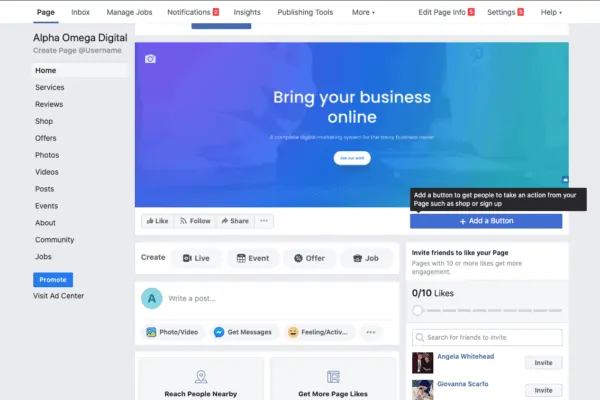 Page Inbox Manage Jobs Notifications 2 Insights Publishing Tools More Edit Page Info 5 Settings 5 Help
Alpha Omega Digital
Create Page @Username
Home
Services
Reviews
Shop
Offers
Photos
Videos
Posts
Events
About
Community
Jobs
Promote
Visit Ad Center
Bring your business
online
A complete digital marketing system for the savvy business owner
See our work
Add a button to get people to take an action from your
Page such as shop or sign up
Like Follow Share ...
+ Add a Button
Create Live Event Offer Job
A Write a post...
Photo/Video Get Messages Feeling/Activ... ...
Reach People Nearby Get More Page Likes
Invite friends to like your Page
Pages with 10 or more likes get more
engagement.
0/10 Likes
Search for friends to invite
Angela Whitehead Invite
Giovanna Scarfo Invite